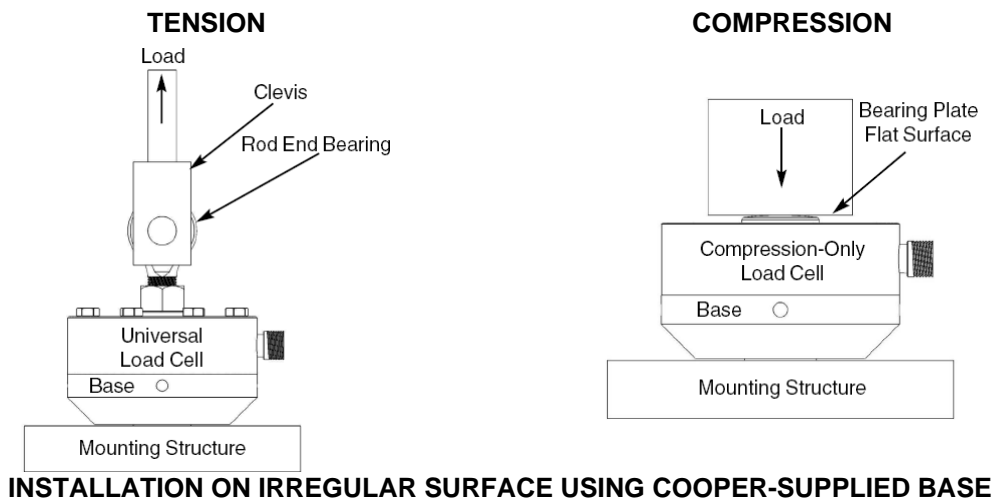 TENSION
Load
Clevis
Rod End Bearing
Universal
Load Cell
Base
Mounting Structure
COMPRESSION
Load
Bearing Plate
Flat Surface
Compression-Only
Load Cell
Base
Mounting Structure
INSTALLATION ON IRREGULAR SURFACE USING COOPER-SUPPLIED BASE